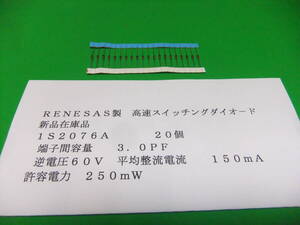 RENESAS製 高速スイッチングダイオード
新品在庫品
1S2076A 20個
端子間容量 3.0PF
逆電圧60V 平均整流電流 150mA
許容電力 250mW